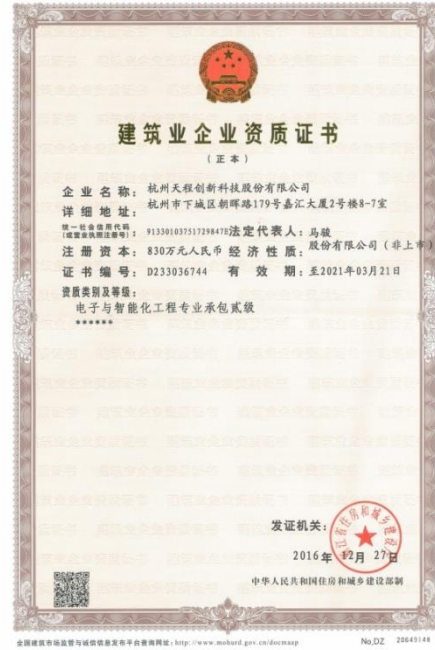 建筑业企业资质证书
（正本）
企业名称：杭州天程创新科技股份有限公司
详细地址：杭州市下城区朝晖路179号嘉汇大厦2号楼8-7室
统一社会信用代码
（或营业执照注册号）：913301037517298478 法定代表人：马骏
注册资本：830万元人民币 经济性质：股份有限公司（非上市）
证书编号：D233036744 有效期：至2021年03月21日
资质类别及等级：
电子与智能化工程专业承包贰级
******
发证机关：
2016年12月27日
中华人民共和国住房和城乡建设部制
全国建筑市场监管与诚信信息发布平台查询网址：http://www.mohurd.gov.cn/docmaap
No.DZ 20649148